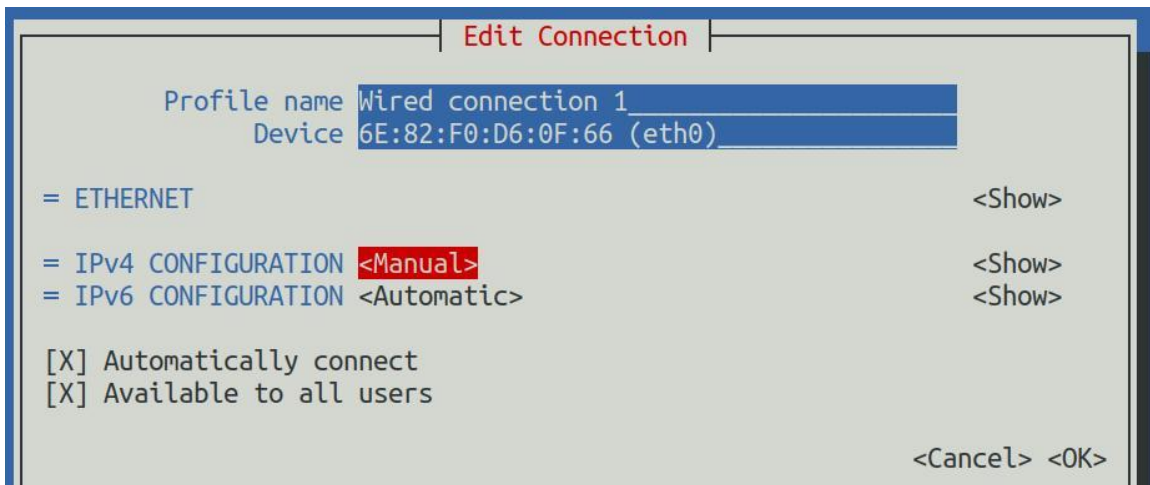 Edit Connection
Profile name Wired connection 1
Device 6E:82:F0:D6:0F:66 (eth0)
= ETHERNET <Show>
= IPv4 CONFIGURATION <Manual> <Show>
= IPv6 CONFIGURATION <Automatic> <Show>
[X] Automatically connect
[X] Available to all users
<Cancel> <OK>